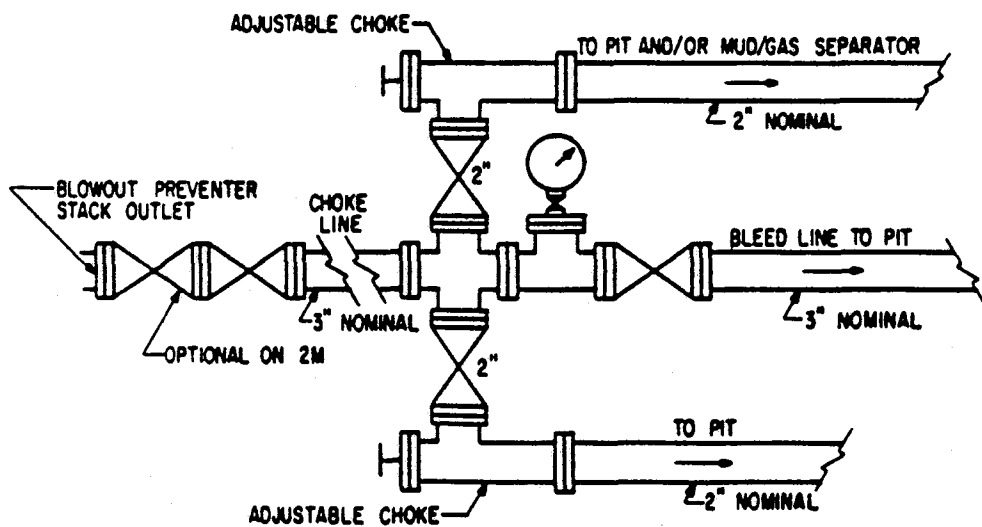 ADJUSTABLE CHOKE
TO PIT AND/OR MUD/GAS SEPARATOR
2" NOMINAL
2"
BLOWOUT PREVENTER
STACK OUTLET
CHOKE
LINE
BLEED LINE TO PIT
3" NOMINAL
3" NOMINAL
OPTIONAL ON 2M
2"
TO PIT
2" NOMINAL
ADJUSTABLE CHOKE